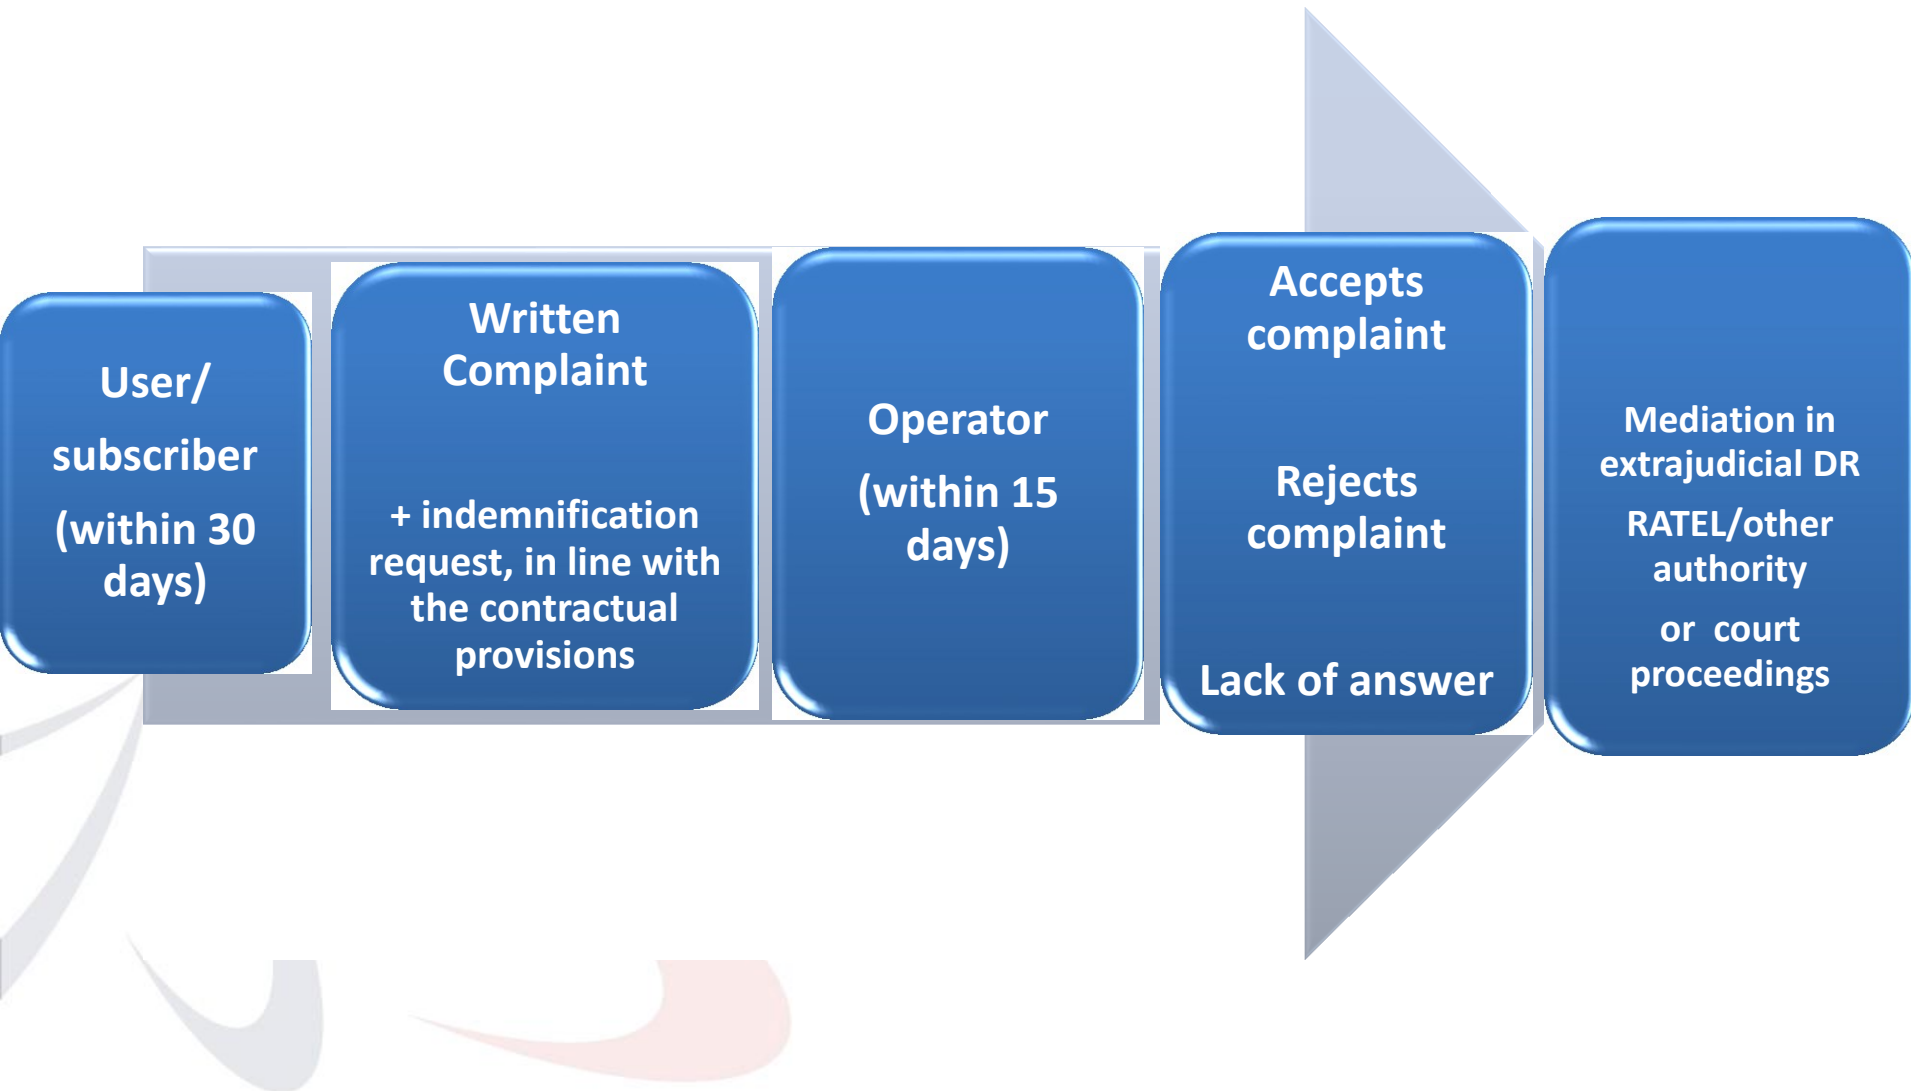 User/
subscriber
(within 30
days)
Written
Complaint
+ indemnification
request, in line with
the contractual
provisions
Operator
(within 15
days)
Accepts
complaint
Rejects
complaint
Lack of answer
Mediation in
extrajudicial DR
RATEL/other
authority
or  court
proceedings